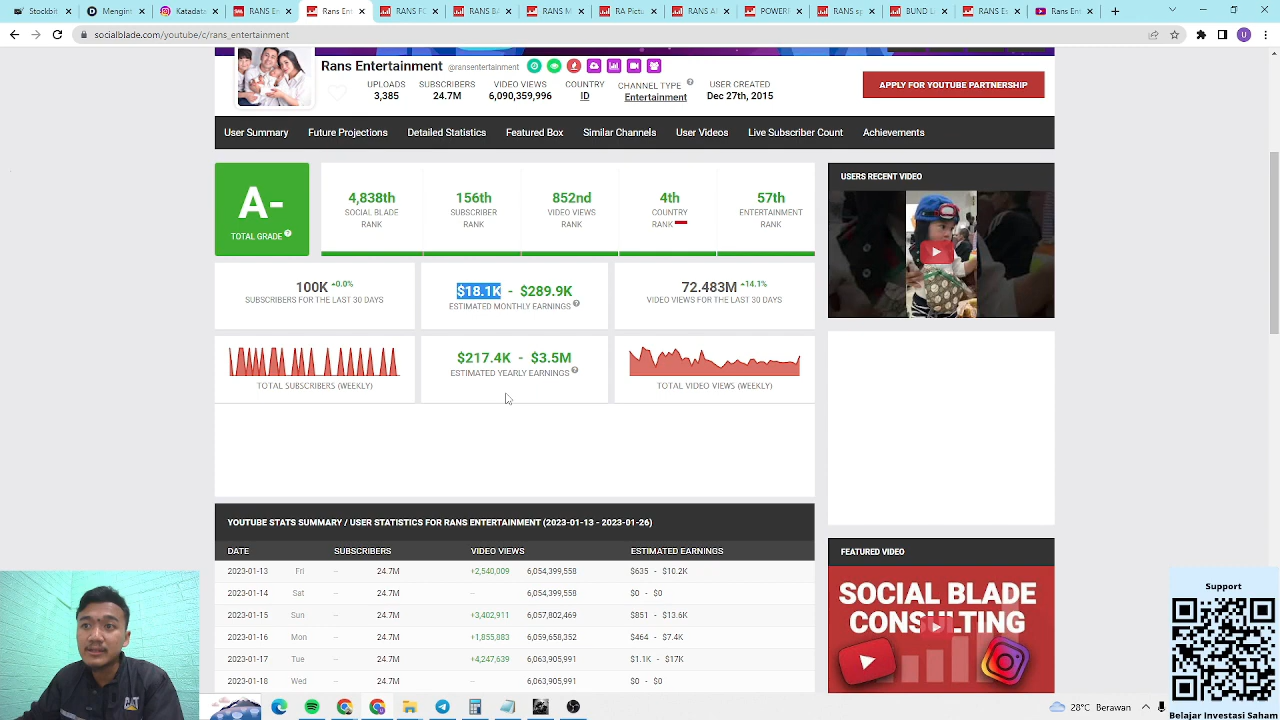 Stockbit
Mengint
Katadata
Rans Er
Mengint
POWER
Rans Ent
socialblade.com/youtube/c/rans_entertainment
Rans Entertainment @ransentertainment
UPLOADS
3,385
SUBSCRIBERS
24.7M
VIDEO VIEWS
6,090,359,996
COUNTRY
ID
CHANNEL TYPE
Entertainment
USER CREATED
Dec 27th, 2015
APPLY FOR YOUTUBE PARTNERSHIP
User Summary Future Projections Detailed Statistics Featured Box Similar Channels User Videos Live Subscriber Count Achievements
A-
TOTAL GRADE
4,838th
SOCIAL BLADE
RANK
156th
SUBSCRIBER
RANK
852nd
VIDEO VIEWS
RANK
4th
COUNTRY
RANK
57th
ENTERTAINMENT
RANK
USERS RECENT VIDEO
100K 0.0%
SUBSCRIBERS FOR THE LAST 30 DAYS
$18.1K - $289.9K
ESTIMATED MONTHLY EARNINGS
72.483M 14.1%
VIDEO VIEWS FOR THE LAST 30 DAYS
TOTAL SUBSCRIBERS (WEEKLY)
$217.4K - $3.5M
ESTIMATED YEARLY EARNINGS
TOTAL VIDEO VIEWS (WEEKLY)
YOUTUBE STATS SUMMARY / USER STATISTICS FOR RANS ENTERTAINMENT (2023-01-13 - 2023-01-26)
DATE SUBSCRIBERS VIDEO VIEWS ESTIMATED EARNINGS
2023-01-13 Fri -- 24.7M +2,540,009 6,054,399,558 $635 - $10.2K
2023-01-14 Sat -- 24.7M -- 6,054,399,558 $0 - $0
2023-01-15 Sun -- 24.7M +3,402,911 6,057,802,469 $851 - $13.6K
2023-01-16 Mon -- 24.7M +1,855,883 6,059,658,352 $464 - $7.4K
2023-01-17 Tue -- 24.7M +4,247,639 6,063,905,991 $1.1K - $17K
2023-01-18 Wed -- 24.7M -- 6,063,905,991 $0 - $0
FEATURED VIDEO
SOCIAL BLADE
CONSULTING
Support
Belajar Investasi Saham
28°C Berawan